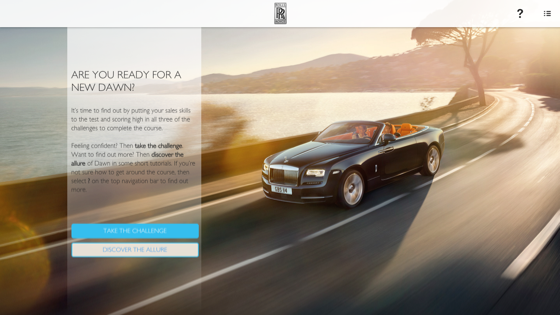 ?
ARE YOU READY FOR A
NEW DAWN?
It's time to find out by putting your sales skills
to the test and scoring high in all three of the
challenges to complete the course.
Feeling confident? Then take the challenge.
Want to find out more? Then discover the
allure of Dawn in some short tutorials. If you're
not sure how to get around the course, then
select ? on the top navigation bar to find out
more.
TAKE THE CHALLENGE
DISCOVER THE ALLURE